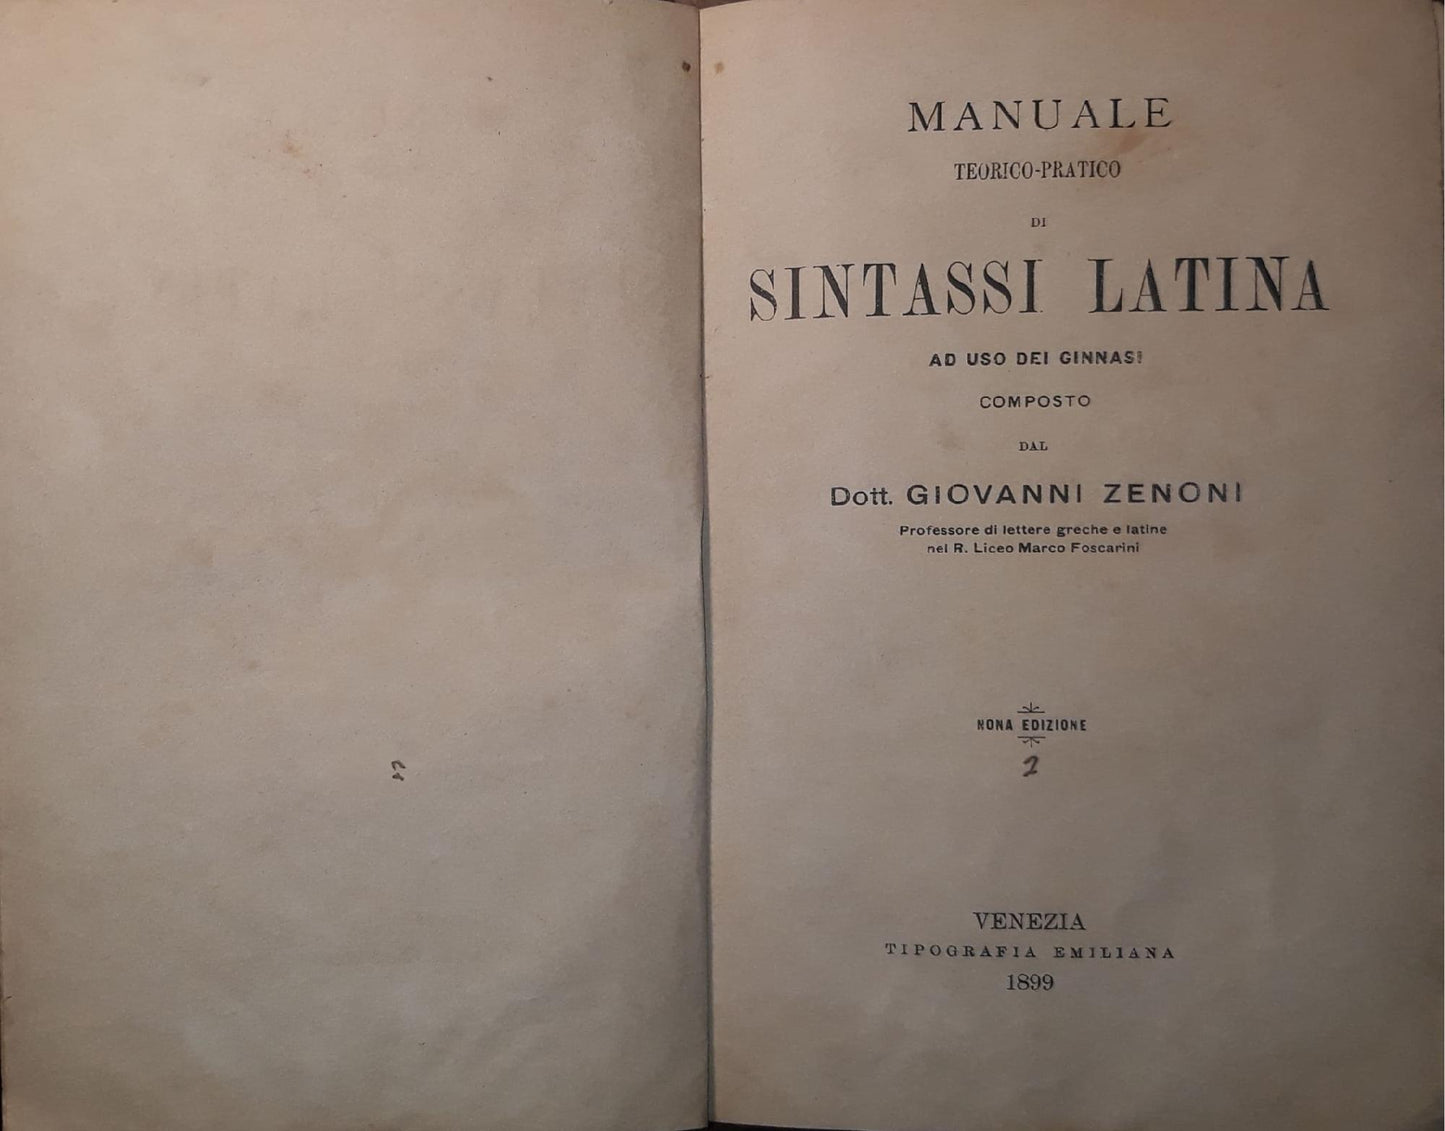 MANUALE
TEORICO-PRATICO
DI
SINTASSI LATINA
AD USO DEI GINNASI
COMPOSTO
DAL
Dott. GIOVANNI ZENONI
Professore di lettere greche e latine
nel R. Liceo Marco Foscarini
NONA EDIZIONE
2
VENEZIA
TIPOGRAFIA EMILIANA
1899